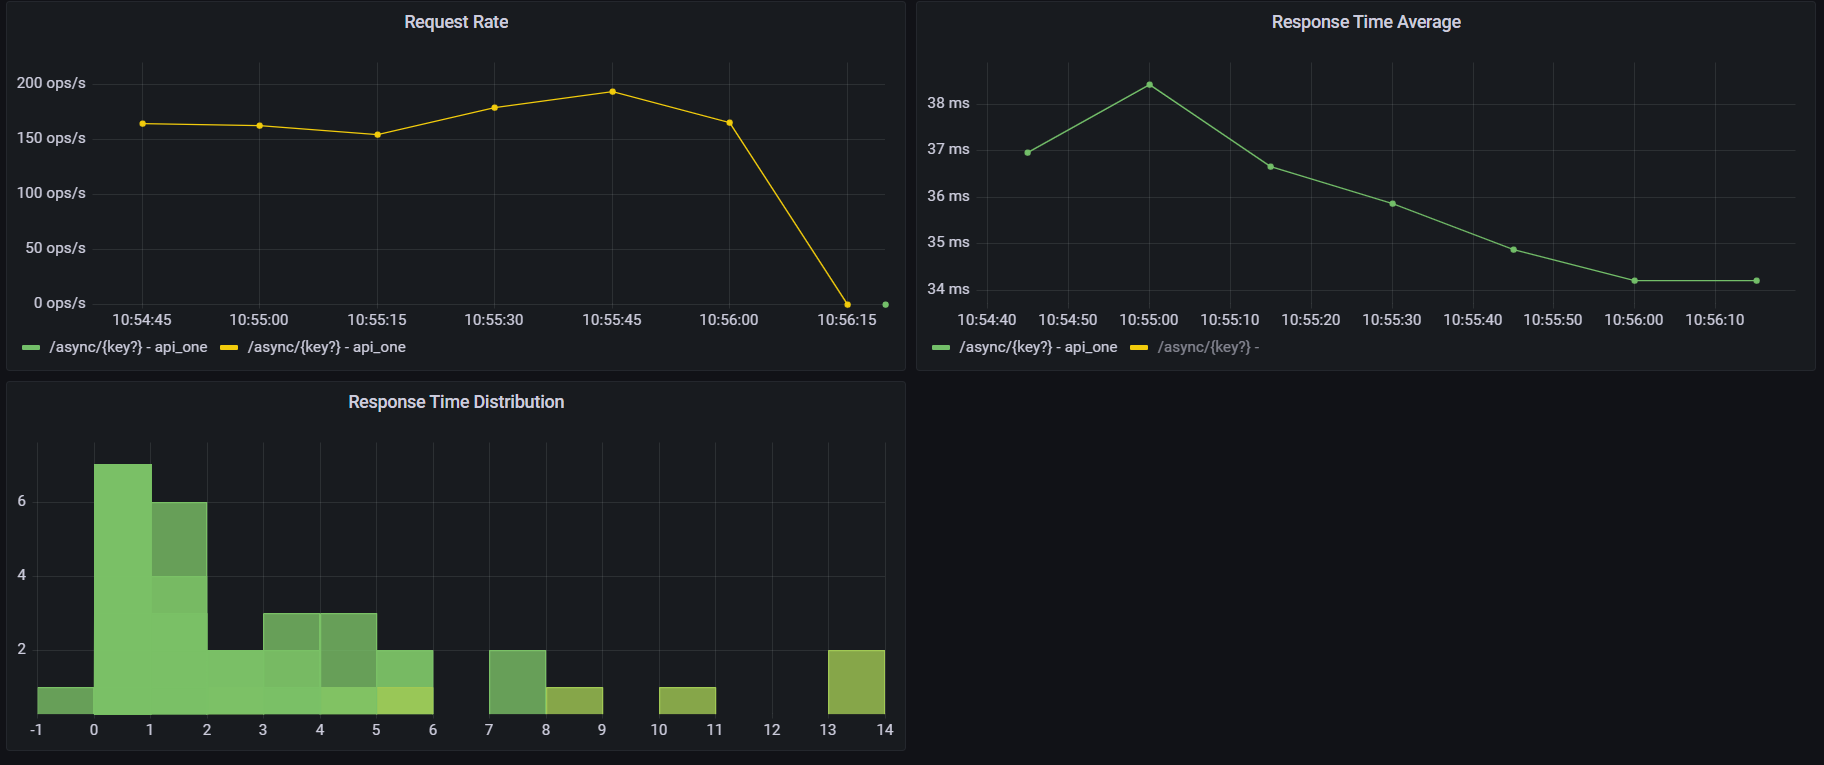 Request Rate
200 ops/s
150 ops/s
100 ops/s
50 ops/s
0 ops/s
10:54:45 10:55:00 10:55:15 10:55:30 10:55:45 10:56:00 10:56:15
/async/{key?} - api_one /async/{key?} - api_one
Response Time Average
38 ms
37 ms
36 ms
35 ms
34 ms
10:54:40 10:54:50 10:55:00 10:55:10 10:55:20 10:55:30 10:55:40 10:55:50 10:56:00 10:56:10
/async/{key?} - api_one /async/{key?} -
Response Time Distribution
6
4
2
-1 0 1 2 3 4 5 6 7 8 9 10 11 12 13 14